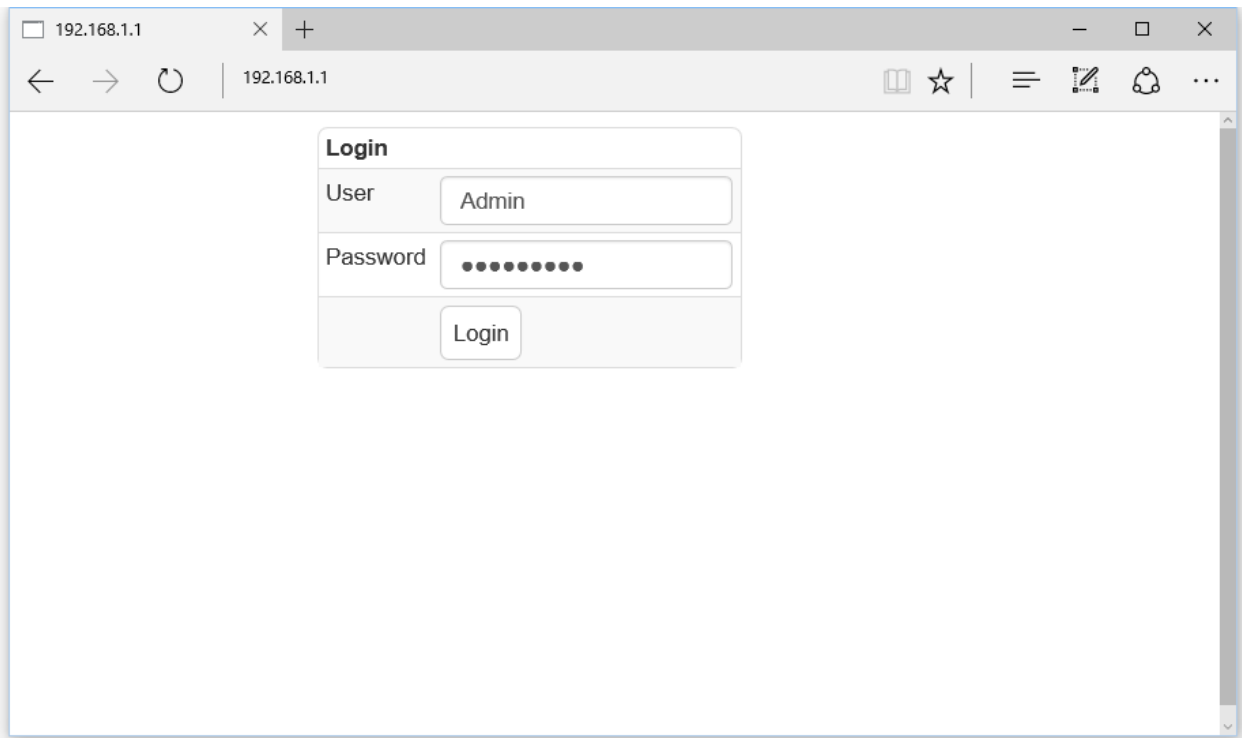 192.168.1.1
192.168.1.1
Login
User Admin
Password •••••••••
Login